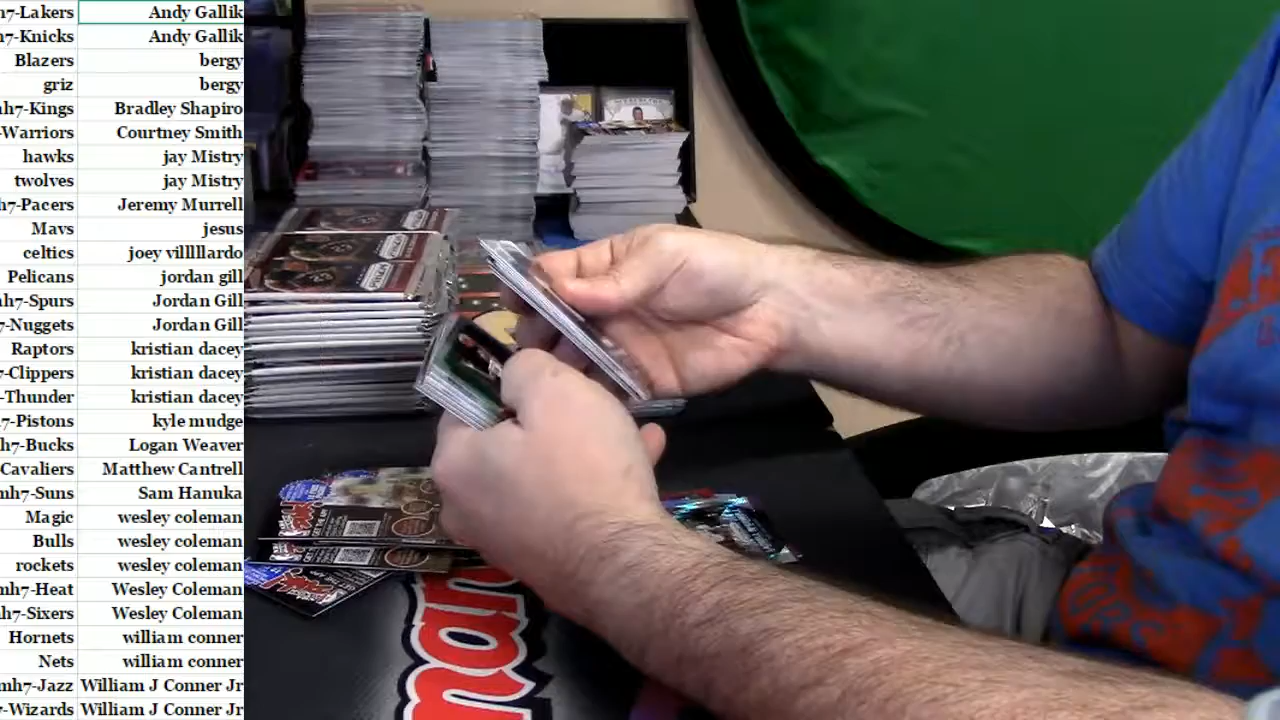 h7-Lakers Andy Gallik
h7-Knicks Andy Gallik
Blazers bergy
griz bergy
h7-Kings Bradley Shapiro
-Warriors Courtney Smith
hawks jay Mistry
twolves jay Mistry
h7-Pacers Jeremy Murrell
Mavs jesus
celtics joey villlllardo
Pelicans jordan gill
h7-Spurs Jordan Gill
7-Nuggets Jordan Gill
Raptors kristian dacey
7-Clippers kristian dacey
-Thunder kristian dacey
7-Pistons kyle mudge
h7-Bucks Logan Weaver
Cavaliers Matthew Cantrell
mh7-Suns Sam Hanuka
Magic wesley coleman
Bulls wesley coleman
rockets wesley coleman
mh7-Heat Wesley Coleman
h7-Sixers Wesley Coleman
Hornets william conner
Nets william conner
mh7-Jazz William J Conner Jr
-Wizards William J Conner Jr